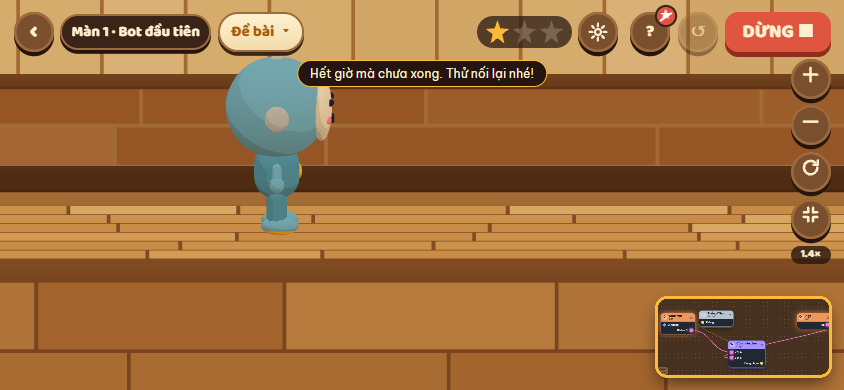 Màn 1 · Bot đầu tiên
Đề bài
?
DỪNG
Hết giờ mà chưa xong. Thử nối lại nhé!
1.4×